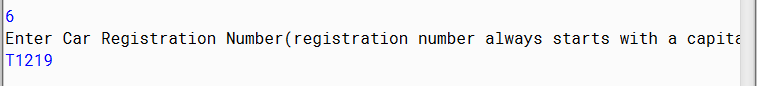 6
Enter Car Registration Number(registration number always starts with a capita
T1219